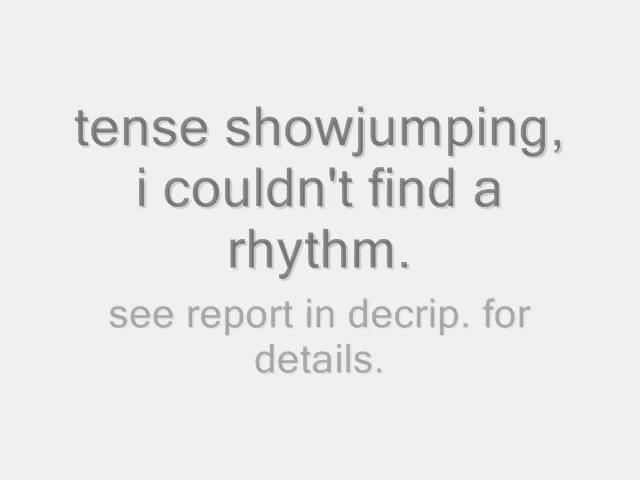 tense showjumping,
i couldn't find a
rhythm.
see report in decrip. for
details.